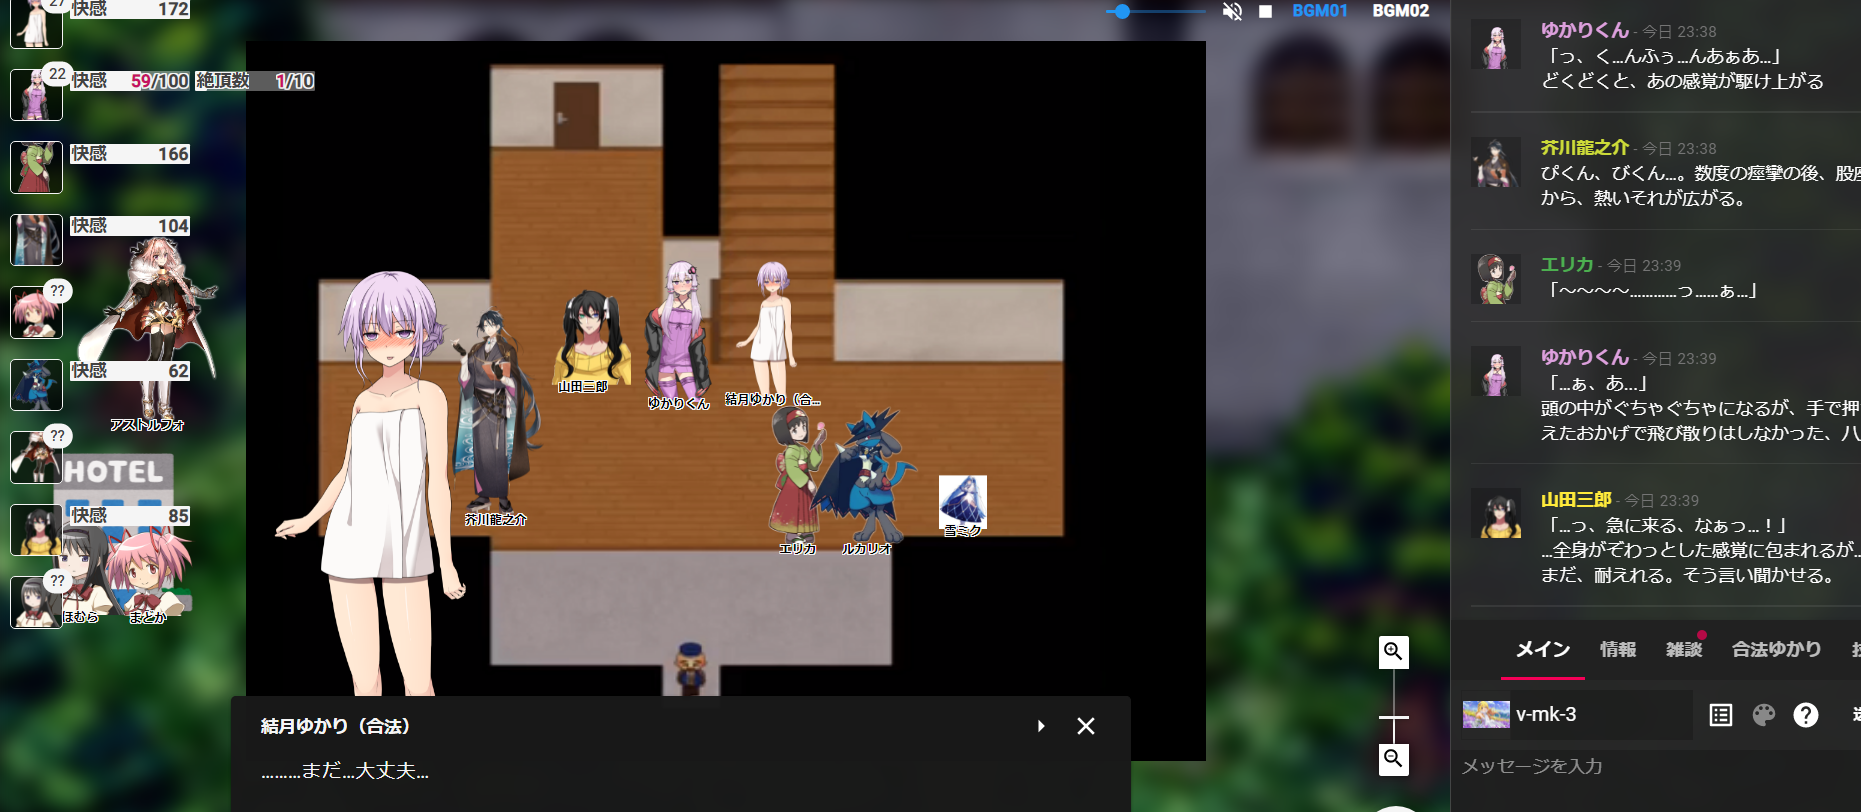 27
快感 172
22
快感 59/100 絶頂数 1/10
快感 166
快感 104
??
快感 62
アストルフォ
??
HOTEL
快感 85
??
ほむら
まどか
BGM01 BGM02
山田三郎
ゆかりくん
結月ゆかり（合...
芥川龍之介
エリカ
ルカリオ
雪ミク
結月ゆかり（合法）
………まだ…大丈夫…
ゆかりくん - 今日 23:38
「っ、く…んふぅ…んあぁあ…」
どくどくと、あの感覚が駆け上がる
芥川龍之介 - 今日 23:38
ぴくん、びくん…。数度の痙攣の後、股座
から、熱いそれが広がる。
エリカ - 今日 23:39
「～～～～…………っ……ぁ…」
ゆかりくん - 今日 23:39
「…ぁ、あ…」
頭の中がぐちゃぐちゃになるが、手で押
えたおかげで飛び散りはしなかった、八
山田三郎 - 今日 23:39
「…っ、急に来る、なぁっ…！」
…全身がぞわっとした感覚に包まれるが…
まだ、耐えれる。そう言い聞かせる。
メイン 情報 雑談 合法ゆかり
v-mk-3
メッセージを入力